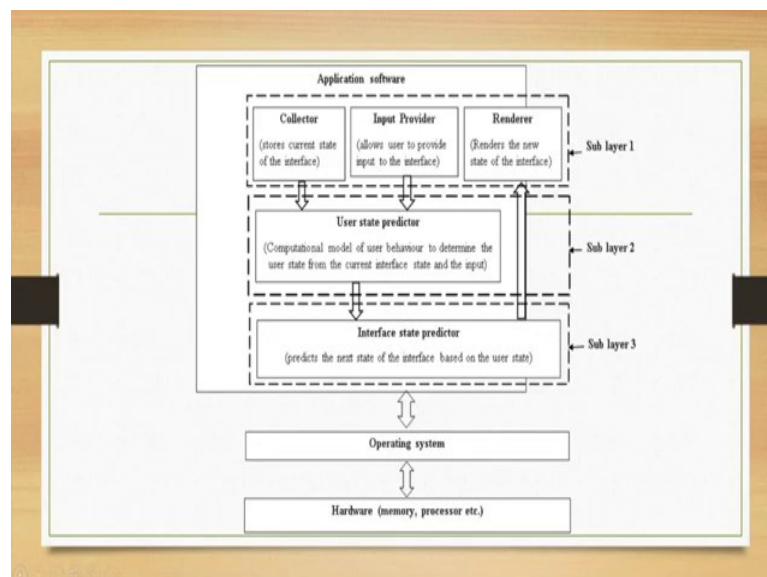 Application software
Collector
(stores current state
of the interface)
Input Provider
(allows user to provide
input to the interface)
Renderer
(Renders the new
state of the interface)
Sub layer 1
User state predictor
(Computational model of user behaviour to determine the
user state from the current interface state and the input)
Sub layer 2
Interface state predictor
(predicts the next state of the interface based on the user state)
Sub layer 3
Operating system
Hardware (memory, processor etc.)